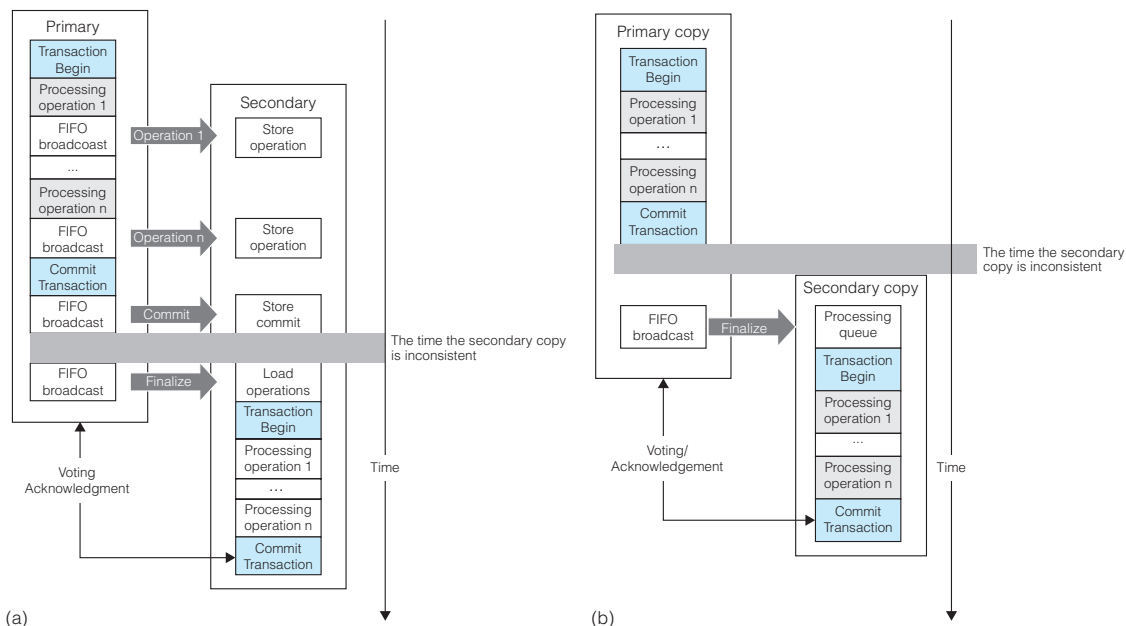 Primary
Transaction
Begin
Processing
operation 1
FIFO
broadcoast
...
Processing
operation n
FIFO
broadcast
Commit
Transaction
FIFO
broadcast
FIFO
broadcast
Operation 1
Operation n
Commit
Finalize
Secondary
Store
operation
Store
operation
Store
commit
Load
operations
Transaction
Begin
Processing
operation 1
...
Processing
operation n
Commit
Transaction
The time the secondary copy
is inconsistent
Voting
Acknowledgment
Time
(a)
Primary copy
Transaction
Begin
Processing
operation 1
...
Processing
operation n
Commit
Transaction
The time the secondary
copy is inconsistent
FIFO
broadcast
Finalize
Secondary copy
Processing
queue
Transaction
Begin
Processing
operation 1
...
Processing
operation n
Commit
Transaction
Voting/
Acknowledgement
Time
(b)